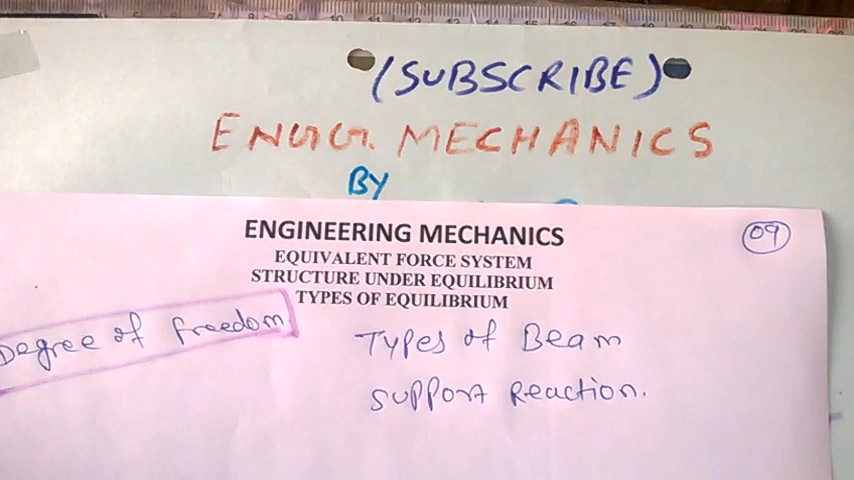 (SUBSCRIBE)
ENGG. MECHANICS
BY
ENGINEERING MECHANICS
09
EQUIVALENT FORCE SYSTEM
STRUCTURE UNDER EQUILIBRIUM
TYPES OF EQUILIBRIUM
Degree of freedom.
Types of Beam
Support Reaction.